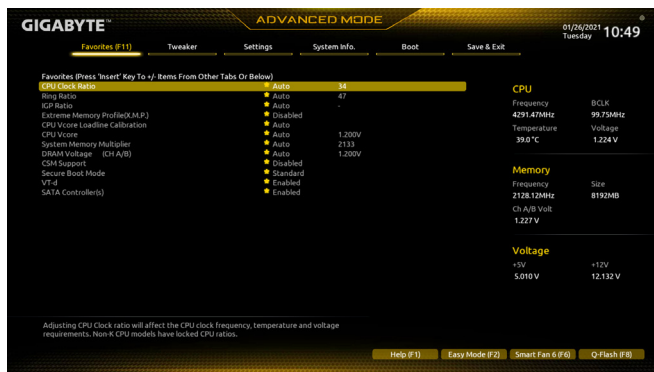 GIGABYTE™
ADVANCED MODE
01/26/2021 Tuesday 10:49
Favorites (F11) Tweaker Settings System Info. Boot Save & Exit
Favorites (Press 'Insert' Key To +/- Items From Other Tabs Or Below)
CPU Clock Ratio Auto 34
Ring Ratio Auto 47
IGP Ratio Auto -
Extreme Memory Profile(X.M.P.) Disabled
CPU Vcore Loadline Calibration Auto
CPU Vcore Auto 1.200V
System Memory Multiplier Auto 2133
DRAM Voltage (CH A/B) Auto 1.200V
CSM Support Disabled
Secure Boot Mode Standard
VT-d Enabled
SATA Controller(s) Enabled
CPU
Frequency BCLK
4291.47MHz 99.75MHz
Temperature Voltage
39.0 °C 1.224 V
Memory
Frequency Size
2128.12MHz 8192MB
Ch A/B Volt
1.227 V
Voltage
+5V +12V
5.010 V 12.132 V
Adjusting CPU Clock ratio will affect the CPU clock frequency, temperature and voltage
requirements. Non-K CPU models have locked CPU ratios.
Help (F1) Easy Mode (F2) Smart Fan 6 (F6) Q-Flash (F8)